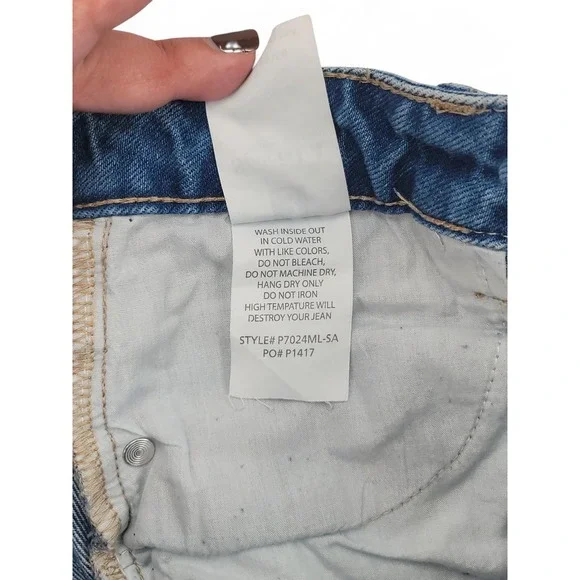 WASH INSIDE OUT
IN COLD WATER
WITH LIKE COLORS,
DO NOT BLEACH,
DO NOT MACHINE DRY,
HANG DRY ONLY
DO NOT IRON
HIGH TEMPATURE WILL
DESTROY YOUR JEAN
STYLE# P7024ML-SA
PO# P1417